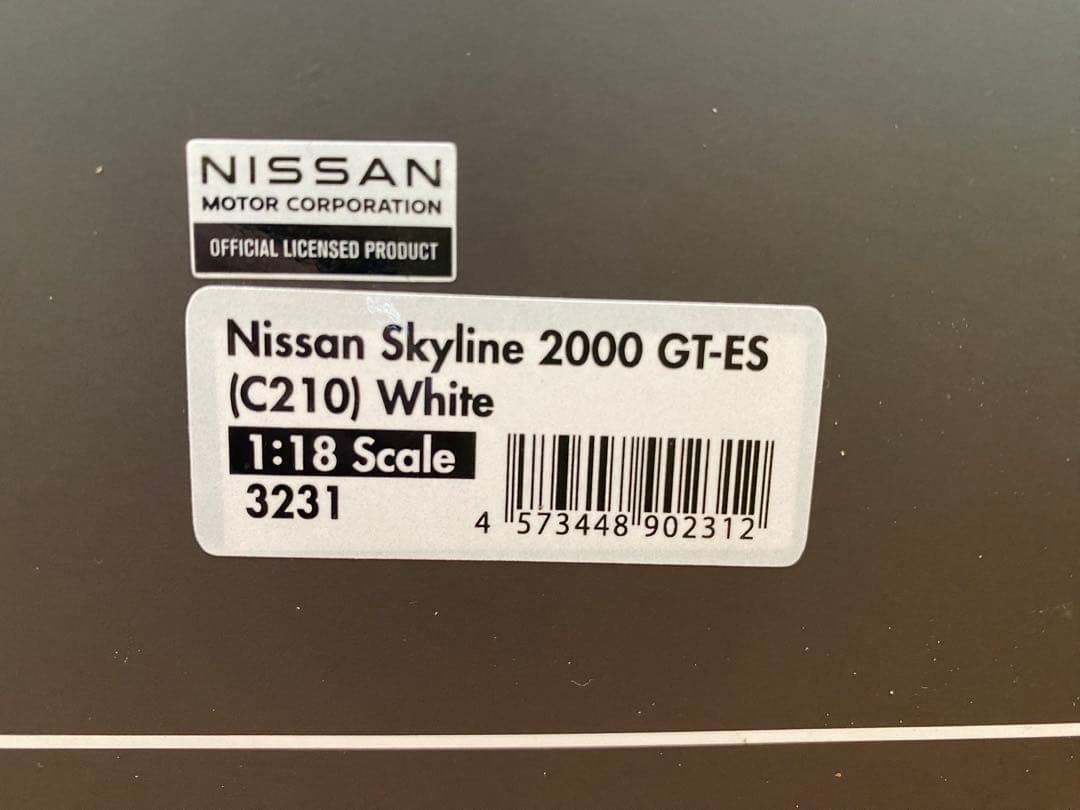 NISSAN
MOTOR CORPORATION
OFFICIAL LICENSED PRODUCT
Nissan Skyline 2000 GT-ES
(C210) White
1:18 Scale
3231
4 573448 902312